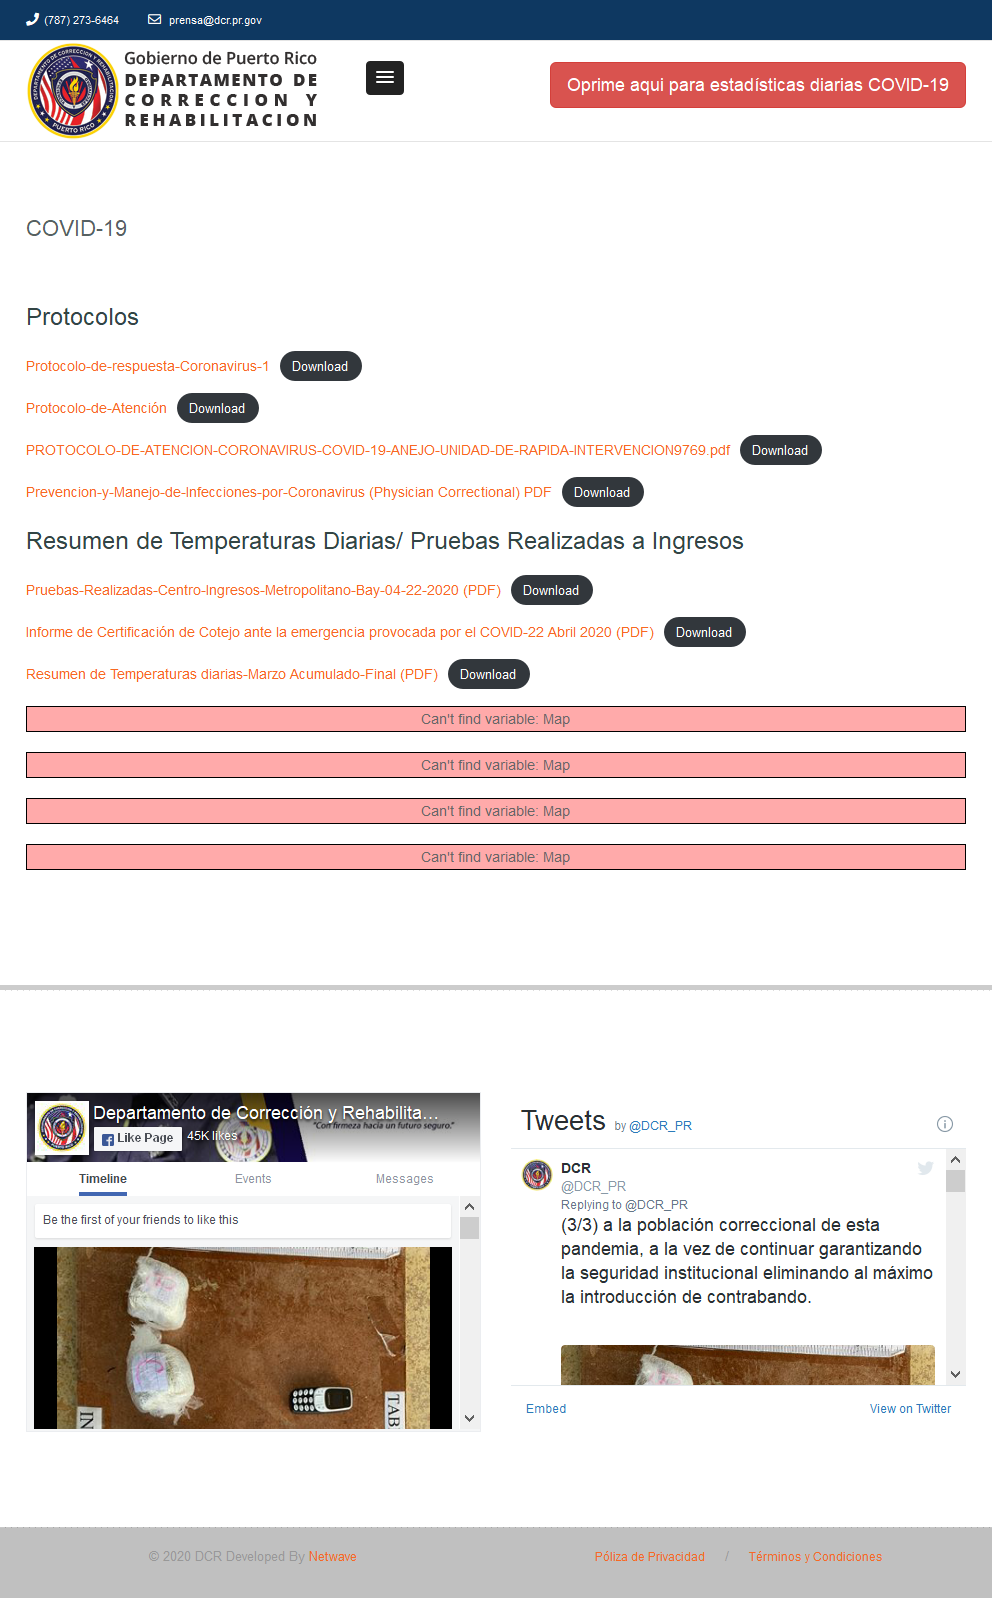 (787) 273-6464
prensa@dcr.pr.gov
Gobierno de Puerto Rico
DEPARTAMENTO DE
CORRECCION Y
REHABILITACION
Oprime aqui para estadísticas diarias COVID-19
COVID-19
Protocolos
Protocolo-de-respuesta-Coronavirus-1 Download
Protocolo-de-Atención Download
PROTOCOLO-DE-ATENCION-CORONAVIRUS-COVID-19-ANEJO-UNIDAD-DE-RAPIDA-INTERVENCION9769.pdf Download
Prevencion-y-Manejo-de-Infecciones-por-Coronavirus (Physician Correctional) PDF Download
Resumen de Temperaturas Diarias/ Pruebas Realizadas a Ingresos
Pruebas-Realizadas-Centro-Ingresos-Metropolitano-Bay-04-22-2020 (PDF) Download
Informe de Certificación de Cotejo ante la emergencia provocada por el COVID-22 Abril 2020 (PDF) Download
Resumen de Temperaturas diarias-Marzo Acumulado-Final (PDF) Download
Can't find variable: Map
Can't find variable: Map
Can't find variable: Map
Can't find variable: Map
Departamento de Corrección y Rehabilita...
"Con firmeza hacia un futuro seguro."
Like Page 45K likes
Timeline Events Messages
Be the first of your friends to like this
IN
TAB
Tweets by @DCR_PR
DCR
@DCR_PR
Replying to @DCR_PR
(3/3) a la población correccional de esta
pandemia, a la vez de continuar garantizando
la seguridad institucional eliminando al máximo
la introducción de contrabando.
Embed View on Twitter
© 2020 DCR Developed By Netwave
Póliza de Privacidad / Términos y Condiciones